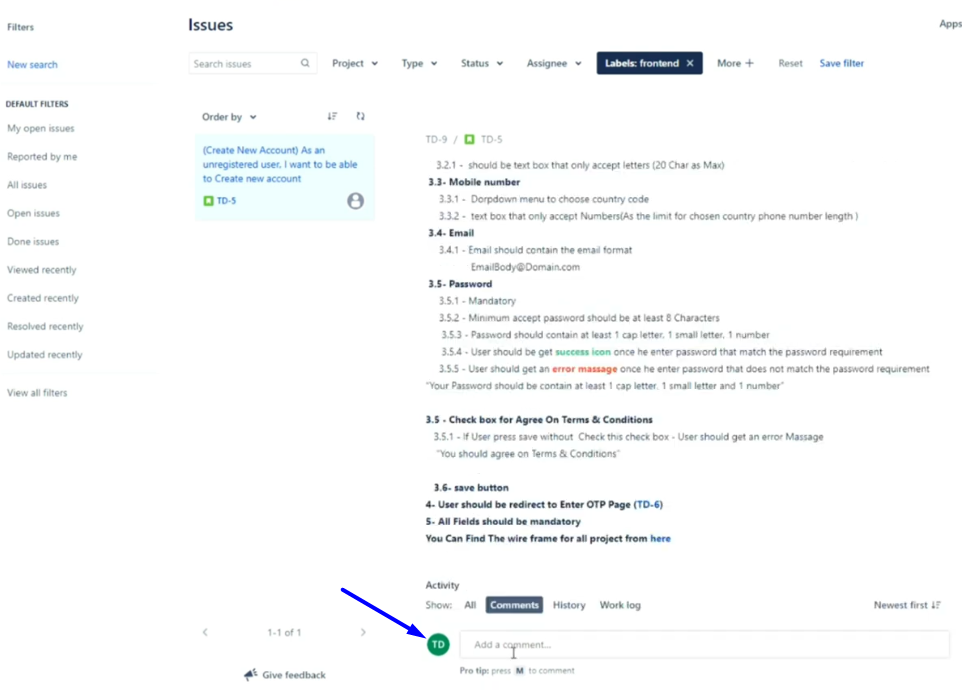 Filters
Issues
Apps
New search
Search issues
Project
Type
Status
Assignee
Labels: frontend ×
More +
Reset
Save filter
DEFAULT FILTERS
My open issues
Reported by me
All issues
Open issues
Done issues
Viewed recently
Created recently
Resolved recently
Updated recently
View all filters
Order by
(Create New Account) As an
unregistered user, I want to be able
to Create new account
TD-5
1-1 of 1
Give feedback
TD-9 / TD-5
3.2.1 - should be text box that only accept letters (20 Char as Max)
3.3- Mobile number
3.3.1 - Dorpdown menu to choose country code
3.3.2 - text box that only accept Numbers(As the limit for chosen country phone number length )
3.4- Email
3.4.1 - Email should contain the email format
EmailBody@Domain.com
3.5- Password
3.5.1 - Mandatory
3.5.2 - Minimum accept password should be at least 8 Characters
3.5.3 - Password should contain at least 1 cap letter, 1 small letter, 1 number
3.5.4 - User should be get success icon once he enter password that match the password requirement
3.5.5 - User should get an error massage once he enter password that does not match the password requirement
"Your Password should be contain at least 1 cap letter, 1 small letter and 1 number"
3.5 - Check box for Agree On Terms & Conditions
3.5.1 - If User press save without Check this check box - User should get an error Massage
"You should agree on Terms & Conditions"
3.6- save button
4- User should be redirect to Enter OTP Page (TD-6)
5- All Fields should be mandatory
You Can Find The wire frame for all project from here
Activity
Show: All Comments History Work log
Newest first
TD
Add a comment...
Pro tip: press M to comment